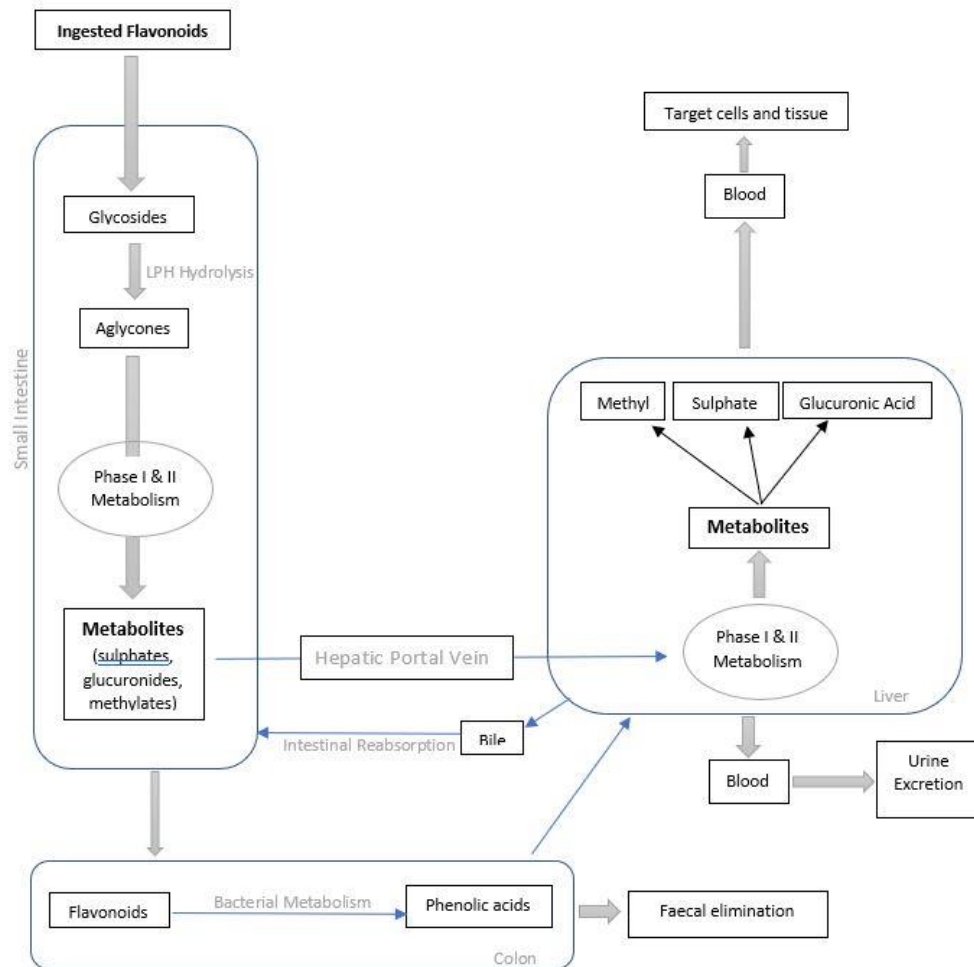 Ingested Flavonoids
Glycosides
LPH Hydrolysis
Aglycones
Phase I & II
Metabolism
Metabolites
(sulphates,
glucuronides,
methylates)
Small Intestine
Hepatic Portal Vein
Intestinal Reabsorption
Bile
Target cells and tissue
Blood
Methyl
Sulphate
Glucuronic Acid
Metabolites
Phase I & II
Metabolism
Liver
Blood
Urine
Excretion
Flavonoids
Bacterial Metabolism
Phenolic acids
Colon
Faecal elimination